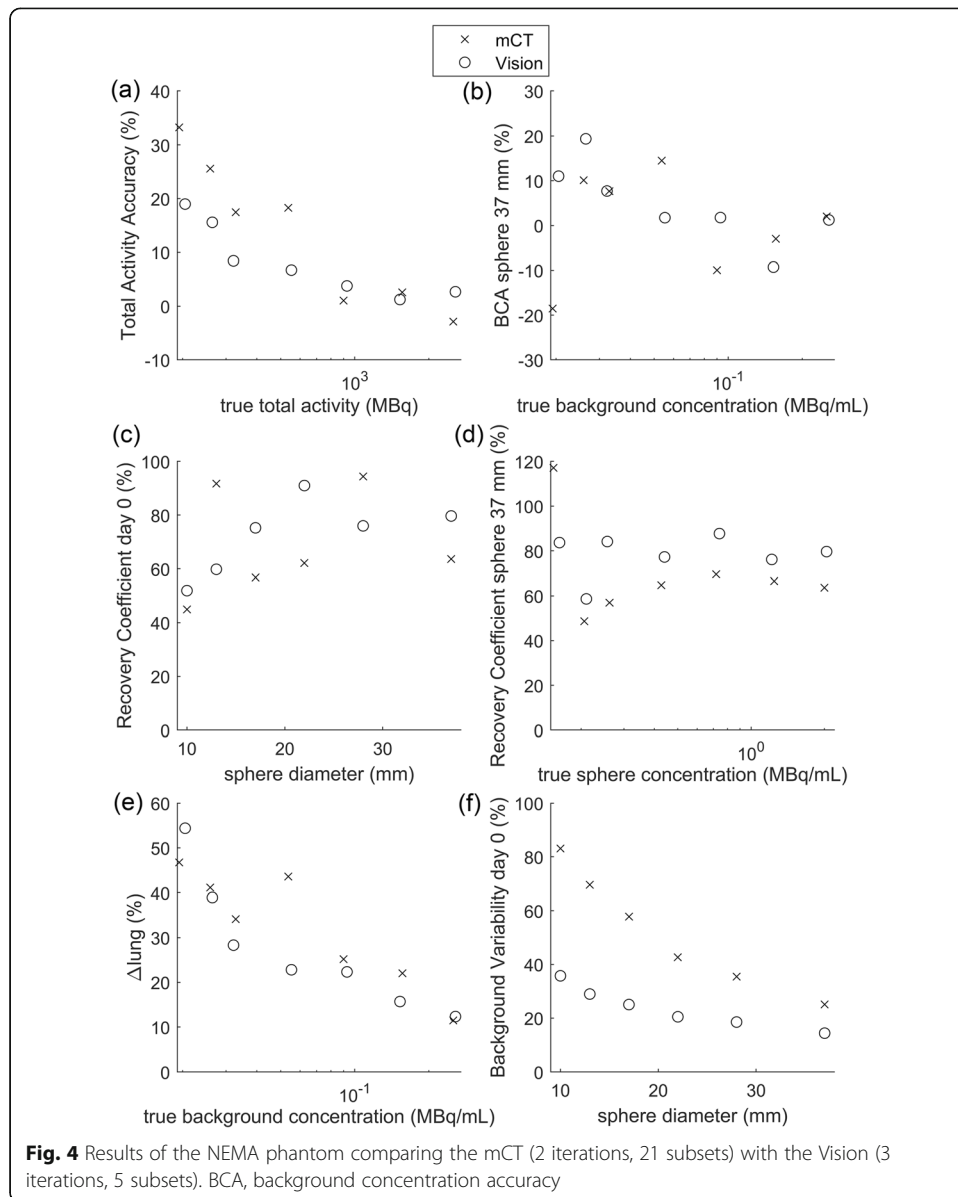 mCT
Vision
(a)
Total Activity Accuracy (%)
40
30
20
10
0
-10
10³
true total activity (MBq)
(b)
BCA sphere 37 mm (%)
30
20
10
0
-10
-20
-30
10⁻¹
true background concentration (MBq/mL)
(c)
Recovery Coefficient day 0 (%)
100
80
60
40
20
0
10 20 30
sphere diameter (mm)
(d)
Recovery Coefficient sphere 37 mm (%)
120
100
80
60
40
20
0
10⁰
true sphere concentration (MBq/mL)
(e)
Δlung (%)
60
50
40
30
20
10
0
10⁻¹
true background concentration (MBq/mL)
(f)
Background Variability day 0 (%)
100
80
60
40
20
0
10 20 30
sphere diameter (mm)
Fig. 4 Results of the NEMA phantom comparing the mCT (2 iterations, 21 subsets) with the Vision (3
iterations, 5 subsets). BCA, background concentration accuracy